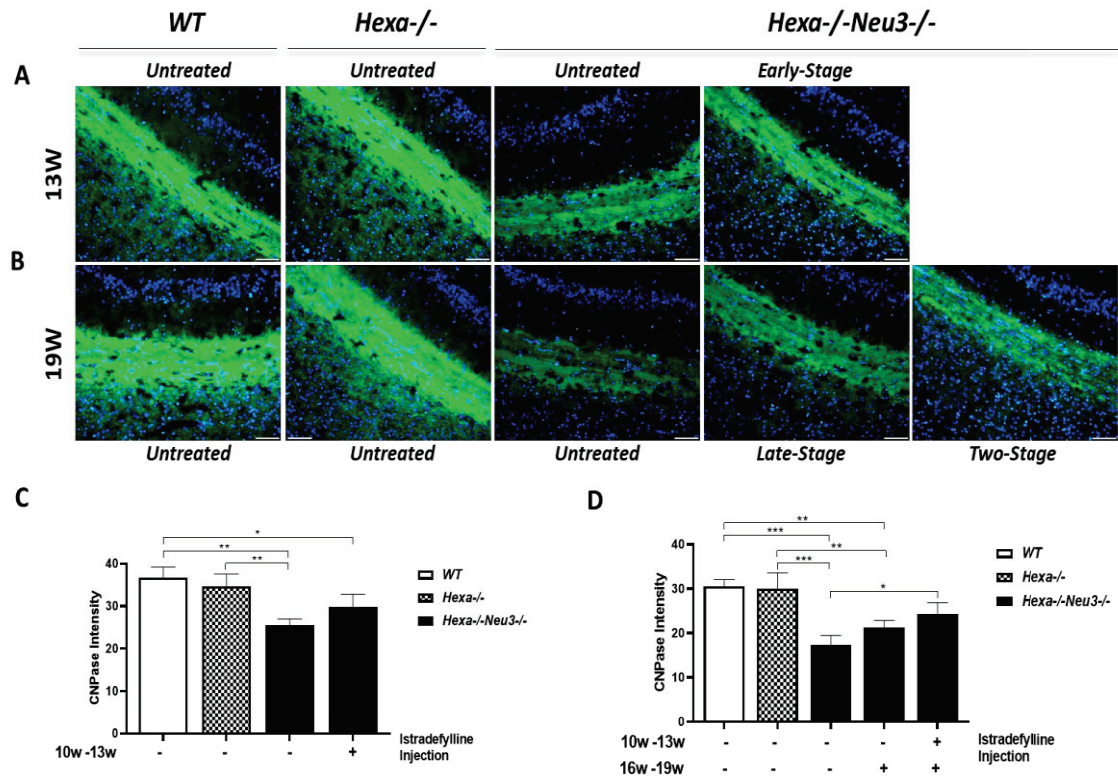 WT Hexa-/- Hexa-/-Neu3-/-
A Untreated Untreated Untreated Early-Stage
13W
B
19W
Untreated Untreated Untreated Late-Stage Two-Stage
C
CNPase Intensity
40
30
20
10
0
*
**
**
WT
Hexa-/-
Hexa-/-Neu3-/-
10w -13w - - - + Istradefylline
Injection
D
CNPase Intensity
40
30
20
10
0
**
***
**
***
*
WT
Hexa-/-
Hexa-/-Neu3-/-
10w -13w - - - - + Istradefylline
Injection
16w -19w - - - + +